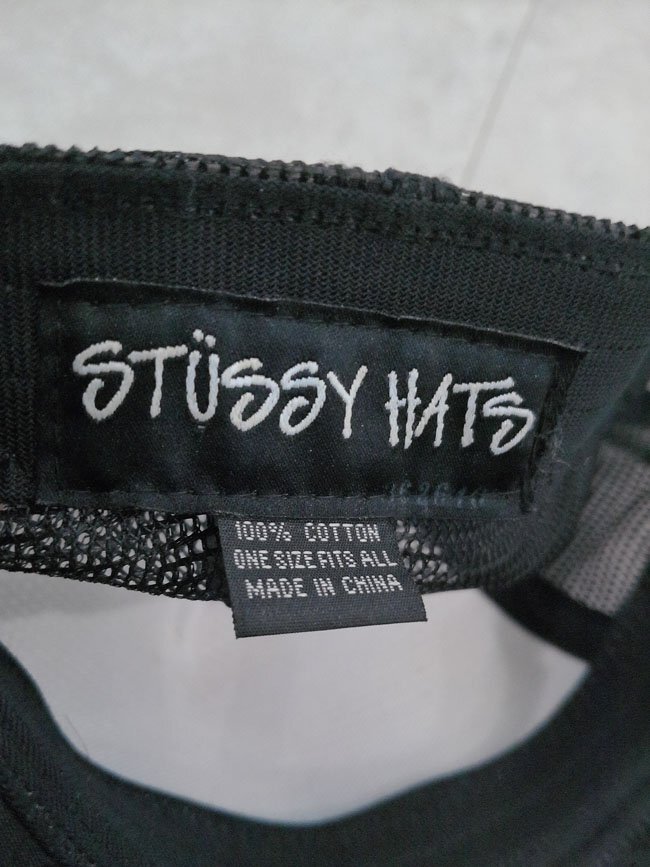 STÜSSY HATS
100% COTTON
ONE SIZE FITS ALL
MADE IN CHINA